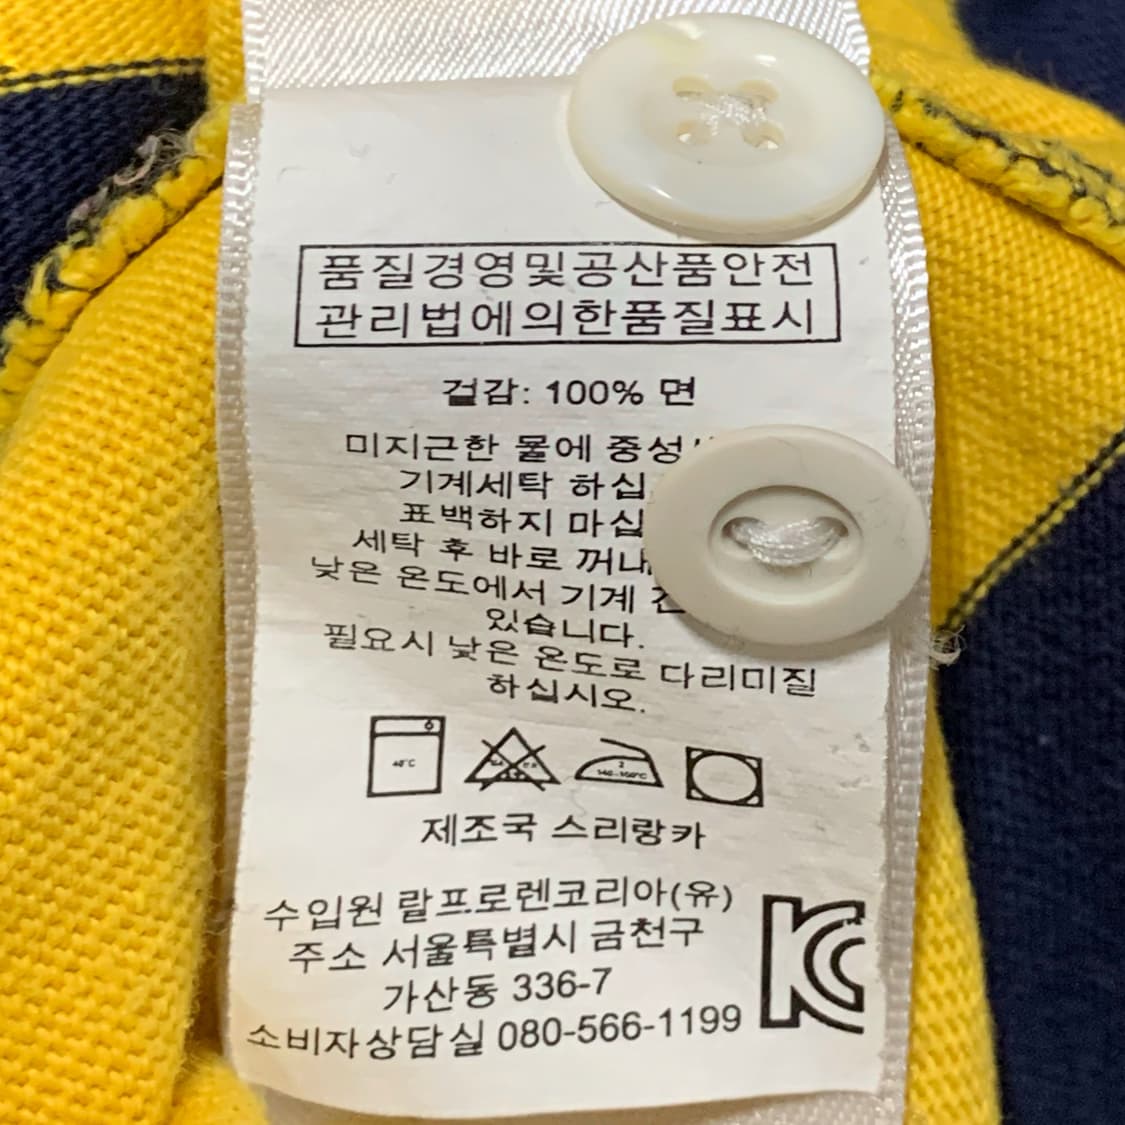 품질경영및공산품안전
관리법에의한품질표시
겉감: 100% 면
미지근한 물에 중성
기계세탁 하십
표백하지 마십
세탁 후 바로 꺼내
낮은 온도에서 기계
있습니다.
필요시 낮은 온도로 다리미질
하십시오.
40°C
2
140-160°C
제조국 스리랑카
수입원 랄프로렌코리아(유)
주소 서울특별시 금천구
가산동 336-7
소비자상담실 080-566-1199
KC